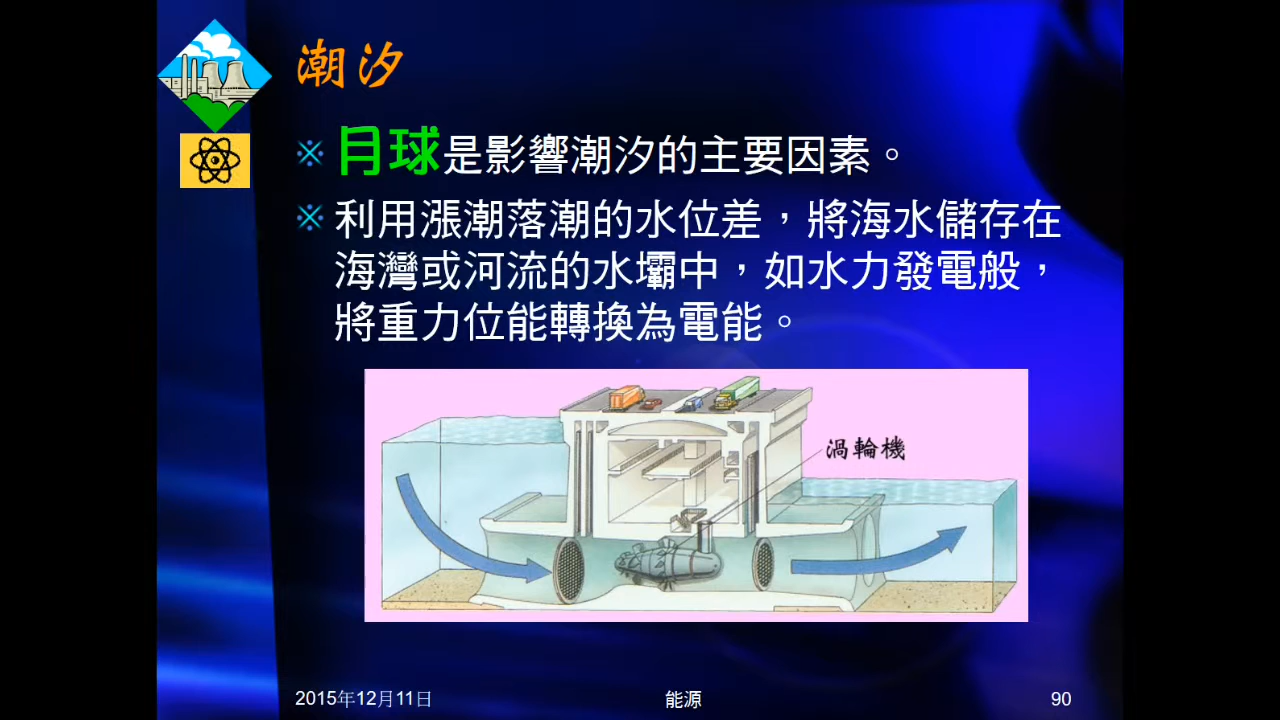 潮汐
※月球是影響潮汐的主要因素。
※利用漲潮落潮的水位差，將海水儲存在
海灣或河流的水壩中，如水力發電般，
將重力位能轉換為電能。
渦輪機
2015年12月11日 能源 90